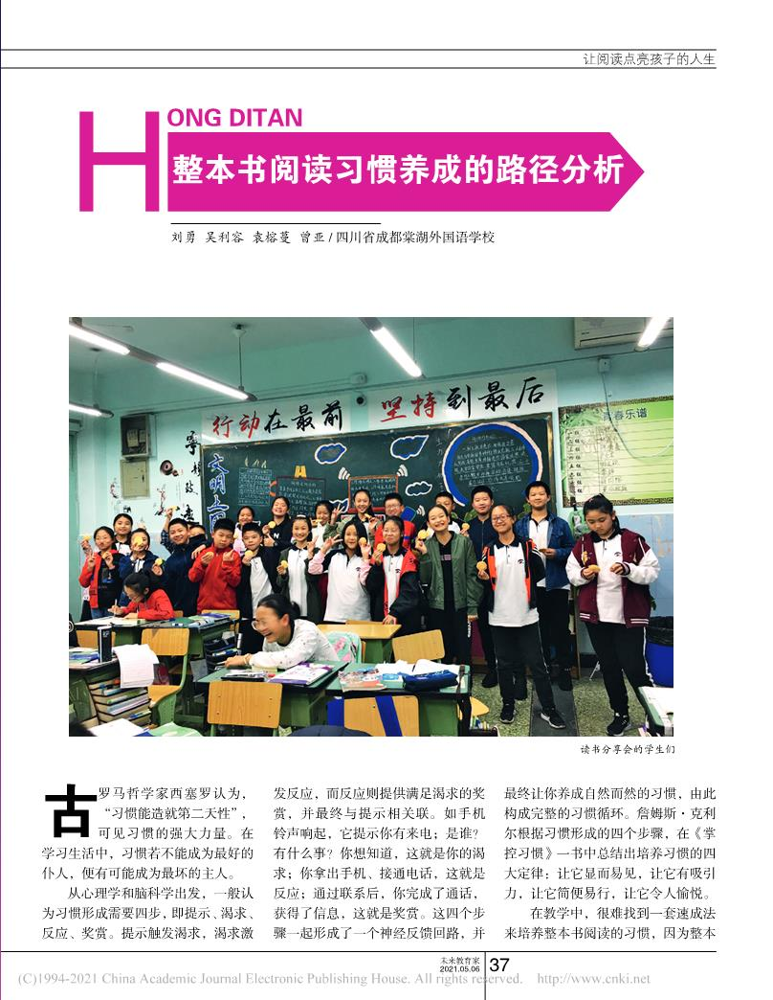 让阅读点亮孩子的人生
HONG DITAN
整本书阅读习惯养成的路径分析
刘勇 吴利容 袁榕蔓 曾亚/四川省成都棠湖外国语学校
行动在最前 坚持到最后
青春乐谱
读书分享会的学生们
古罗马哲学家西塞罗认为，
“习惯能造就第二天性”，
可见习惯的强大力量。在
学习生活中，习惯若不能成为最好的
仆人，便有可能成为最坏的主人。
从心理学和脑科学出发，一般认
为习惯形成需要四步，即提示、渴求、
反应、奖赏。提示触发渴求，渴求激
发反应，而反应则提供满足渴求的奖
赏，并最终与提示相关联。如手机
铃声响起，它提示你有来电；是谁？
有什么事？你想知道，这就是你的渴
求；你拿出手机、接通电话，这就是
反应；通过联系后，你完成了通话，
获得了信息，这就是奖赏。这四个步
骤一起形成了一个神经反馈回路，并
最终让你养成自然而然的习惯，由此
构成完整的习惯循环。詹姆斯·克利
尔根据习惯形成的四个步骤，在《掌
控习惯》一书中总结出培养习惯的四
大定律：让它显而易见，让它有吸引
力，让它简便易行，让它令人愉悦。
在教学中，很难找到一套速成法
来培养整本书阅读的习惯，因为整本
未来教育家
2021.05.06
37
(C)1994-2021 China Academic Journal Electronic Publishing House. All rights reserved. http://www.cnki.net